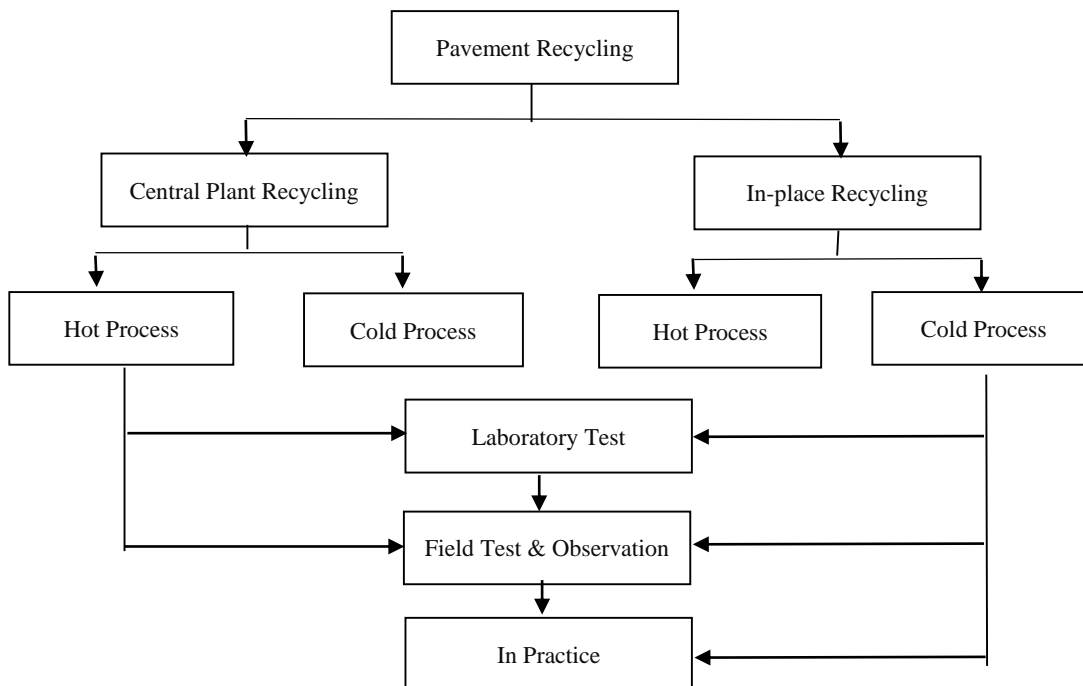 Pavement Recycling
Central Plant Recycling
In-place Recycling
Hot Process
Cold Process
Hot Process
Cold Process
Laboratory Test
Field Test & Observation
In Practice